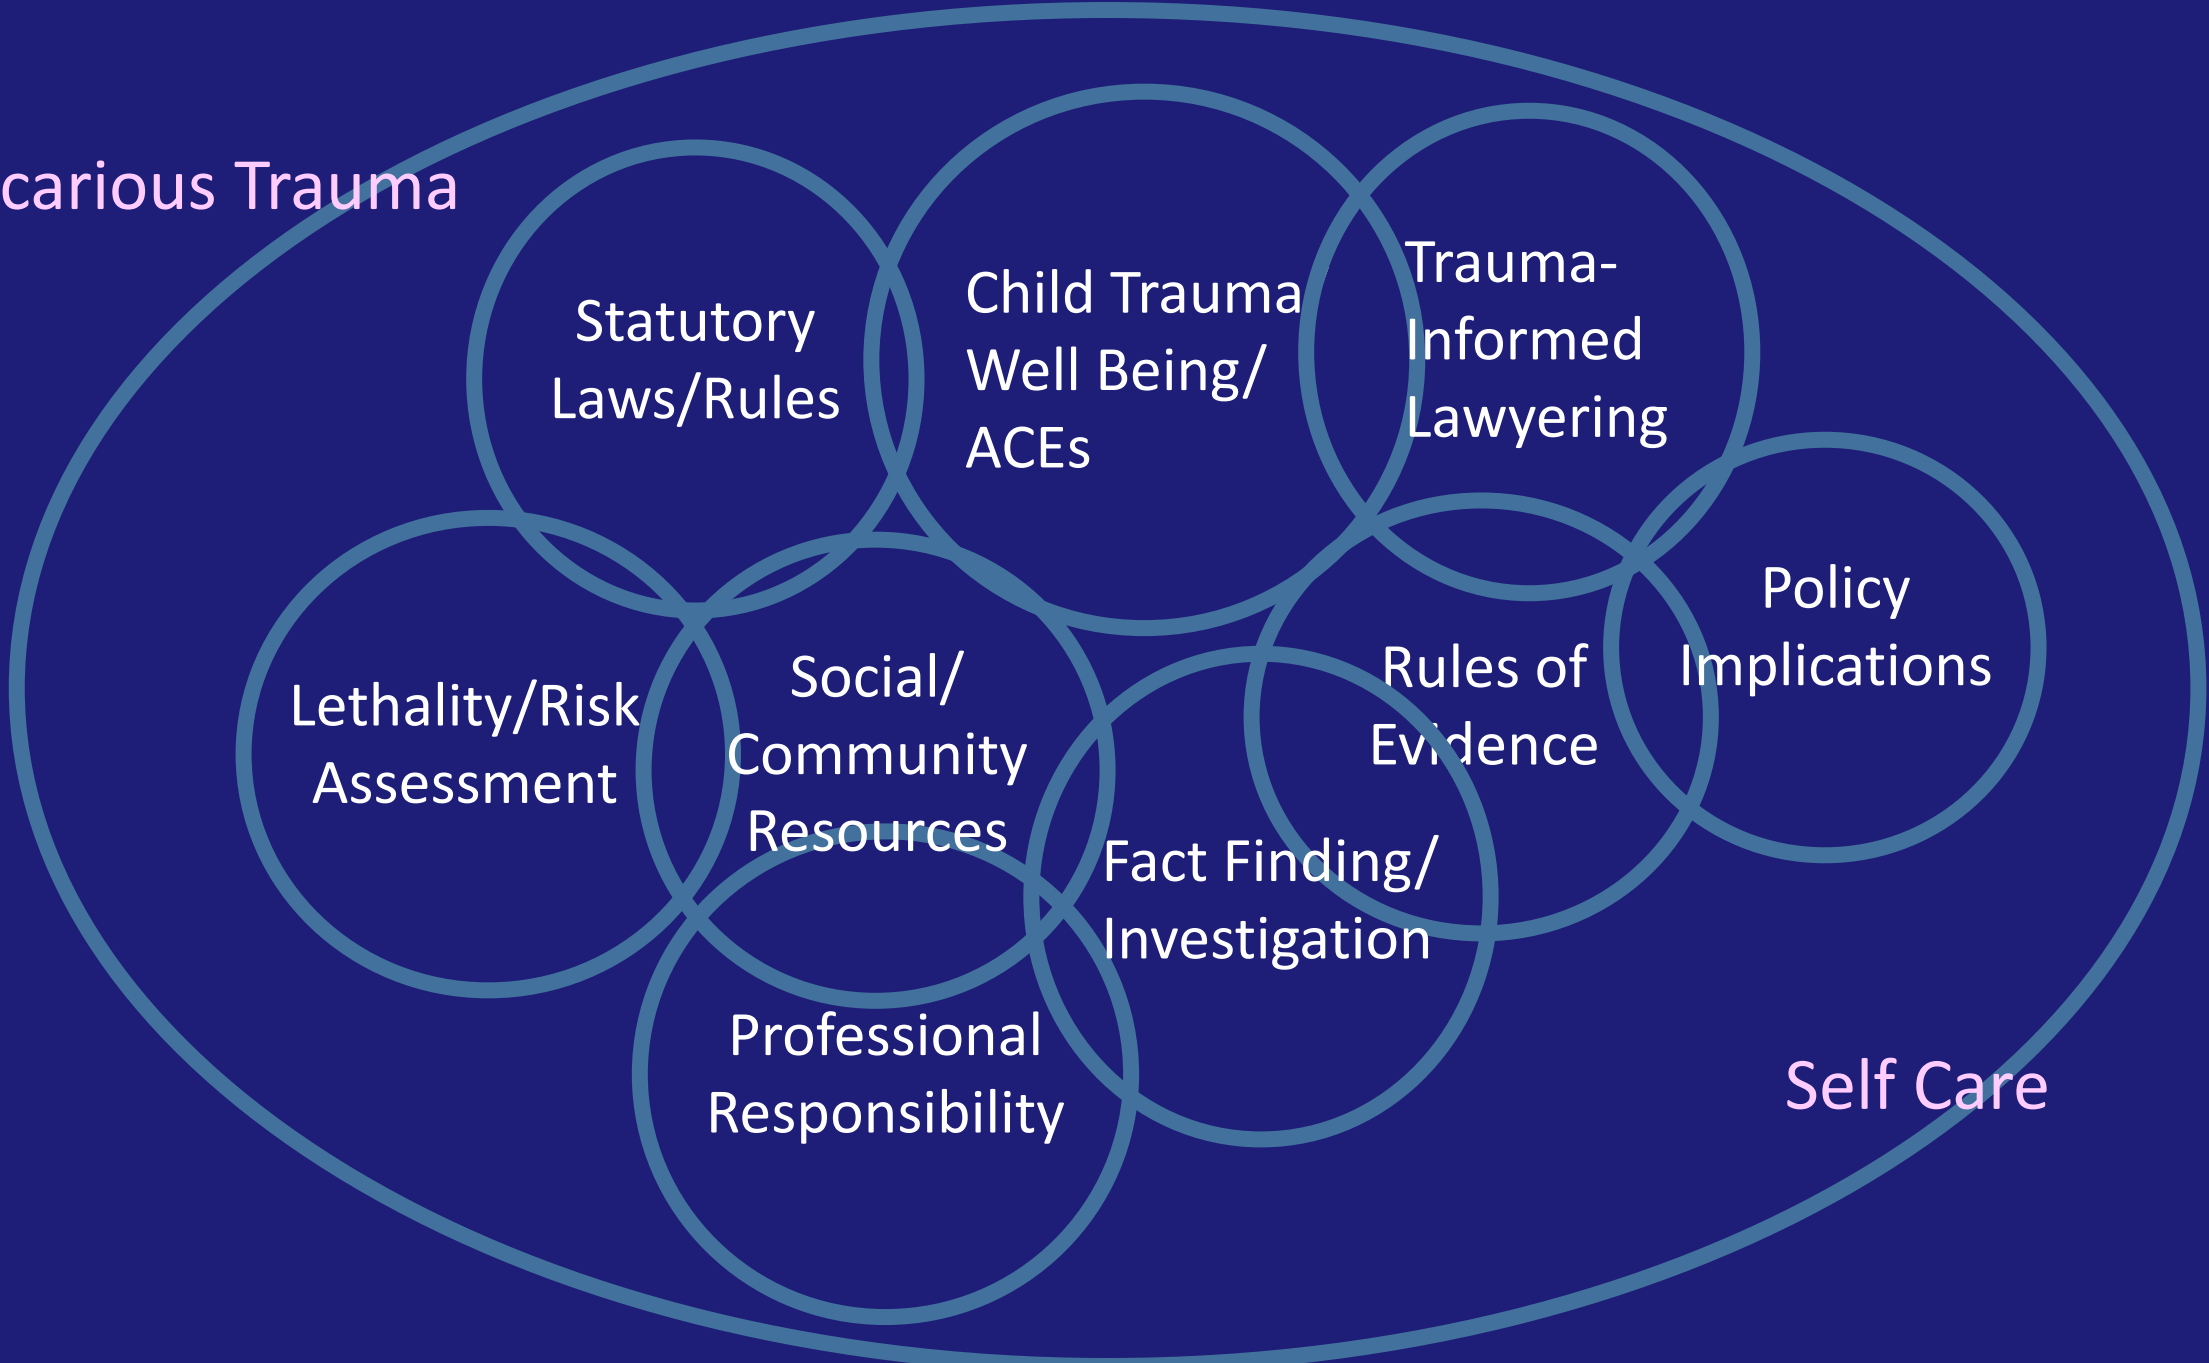 carious Trauma
Statutory
Laws/Rules
Child Trauma
Well Being/
ACEs
Trauma-
Informed
Lawyering
Policy
Implications
Lethality/Risk
Assessment
Social/
Community
Resources
Rules of
Evidence
Fact Finding/
Investigation
Professional
Responsibility
Self Care